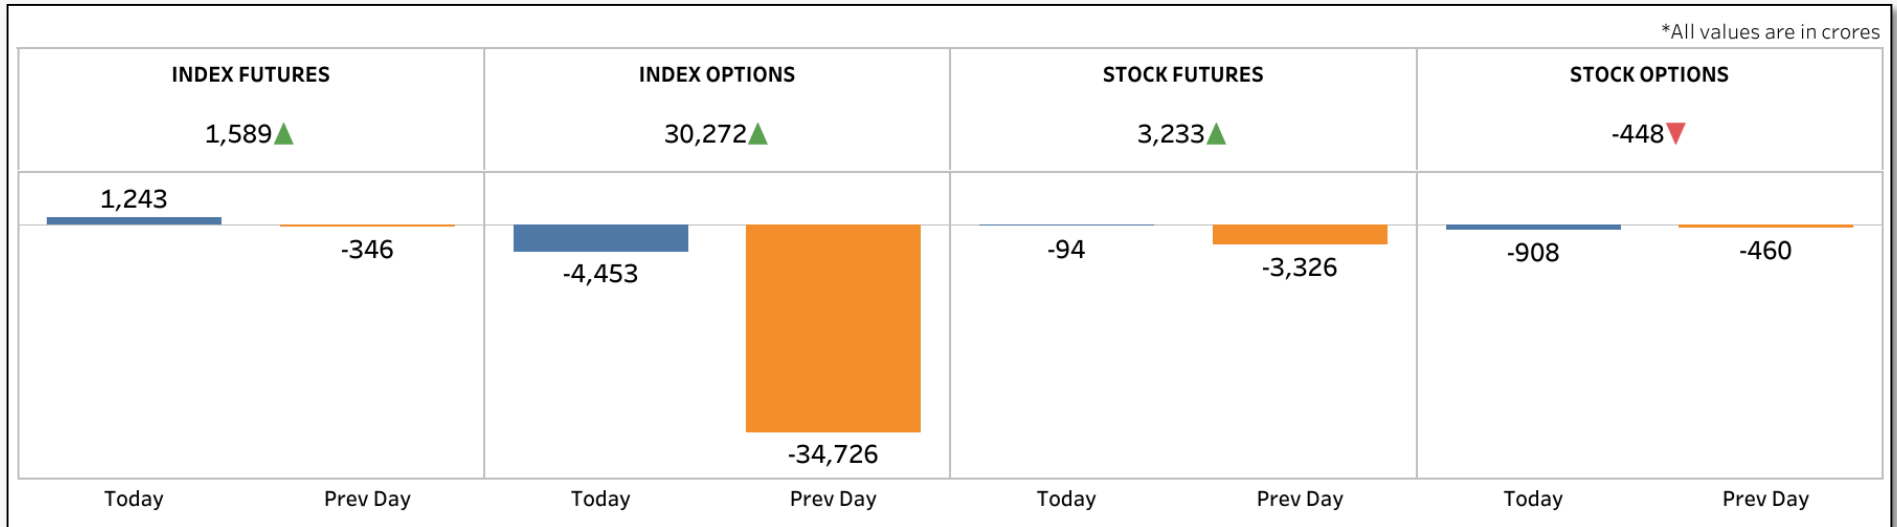 *All values are in crores
INDEX FUTURES
INDEX OPTIONS
STOCK FUTURES
STOCK OPTIONS
1,589▲
30,272▲
3,233▲
-448▼
1,243
-346
-4,453
-34,726
-94
-3,326
-908
-460
Today
Prev Day
Today
Prev Day
Today
Prev Day
Today
Prev Day